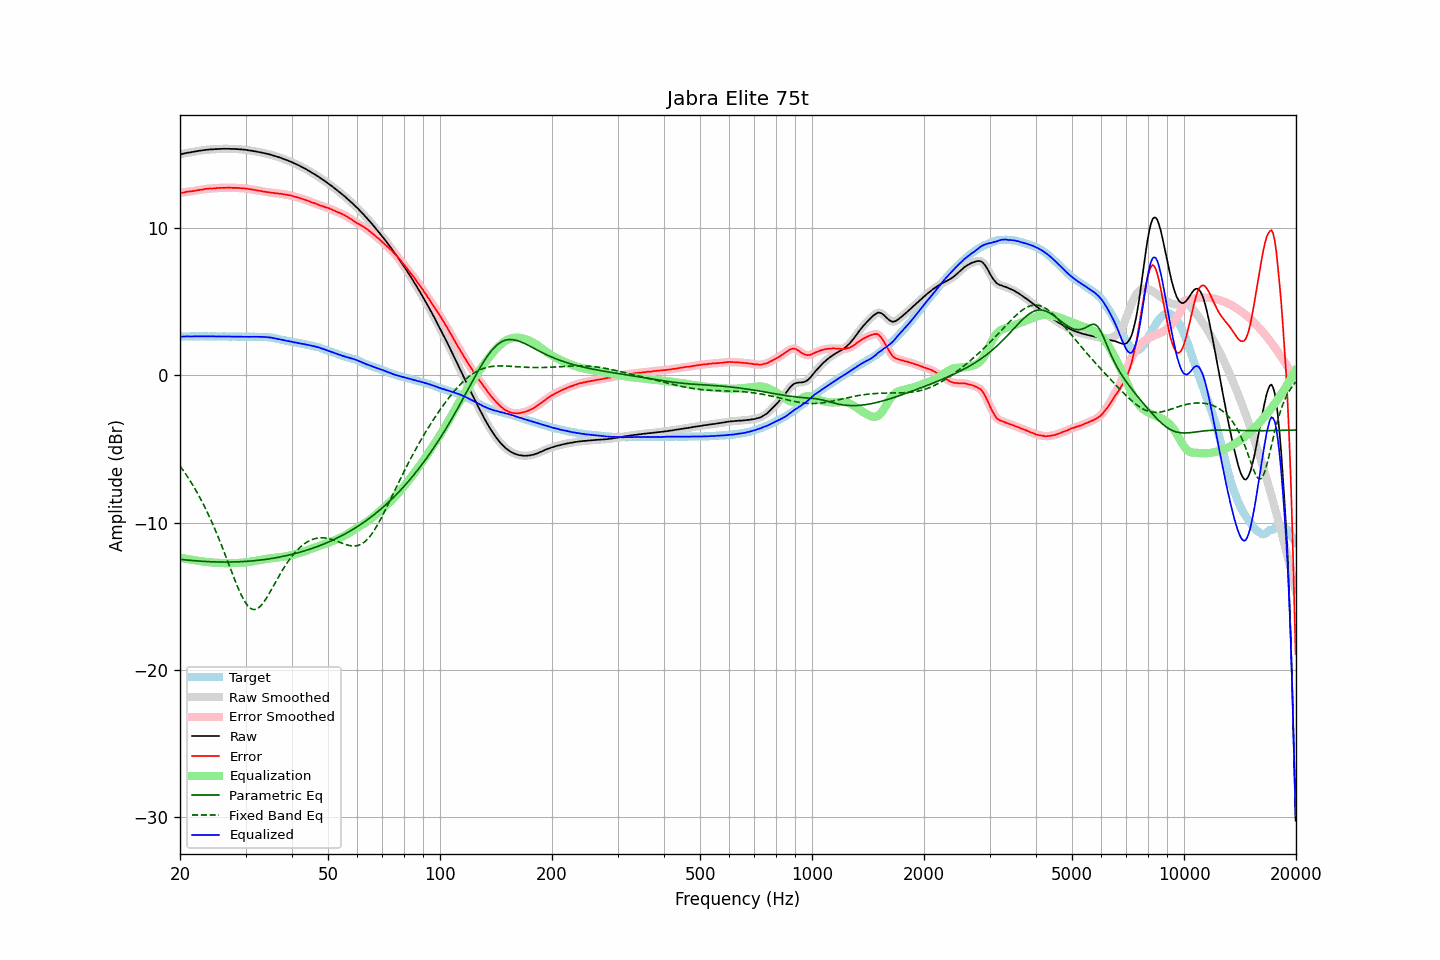 Jabra Elite 75t
Amplitude (dBr)
10
0
−10
−20
−30
Target
Raw Smoothed
Error Smoothed
Raw
Error
Equalization
Parametric Eq
Fixed Band Eq
Equalized
20 50 100 200 500 1000 2000 5000 10000 20000
Frequency (Hz)